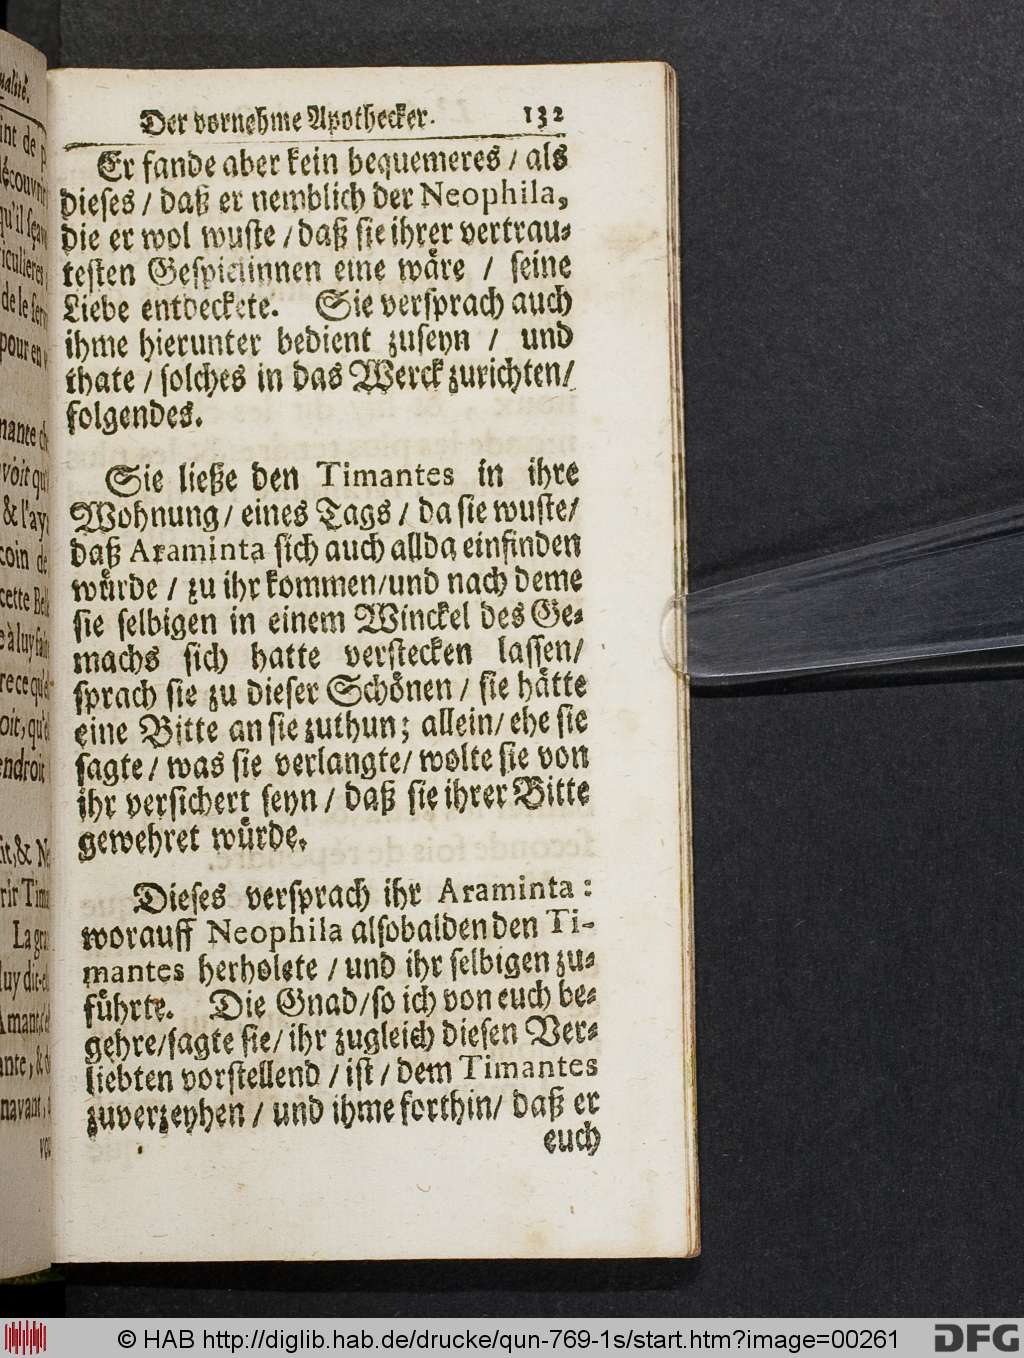 Der vornehme Apothecker. 132
Er fande aber kein bequemeres / als
dieses / daß er nemblich der Neophila,
die er wol wuste / daß sie ihrer vertrau-
testen Gespielinnen eine wäre / seine
Liebe entdeckete. Sie versprach auch
ihme hierunter bedient zuseyn / und
thate / solches in das Werck zurichten/
folgendes.
Sie ließe den Timantes in ihre
Wohnung / eines Tags / da sie wuste/
daß Araminta sich auch allda einfinden
würde / zu ihr kommen/und nach deme
sie selbigen in einem Winckel des Ge-
machs sich hatte verstecken lassen/
sprach sie zu dieser Schönen / sie hätte
eine Bitte an sie zuthun; allein/ ehe sie
sagte / was sie verlangte/ wolte sie von
ihr versichert seyn / daß sie ihrer Bitte
gewehret würde.
Dieses versprach ihr Araminta:
worauff Neophila alsobalden den Ti-
mantes herholete / und ihr selbigen zu-
führte. Die Gnad/so ich von euch be-
gehre/sagte sie/ ihr zugleich diesen Ver-
liebten vorstellend / ist / dem Timantes
zuverzeyhen / und ihme forthin/ daß er
euch
© HAB http://diglib.hab.de/drucke/qun-769-1s/start.htm?image=00261
DFG